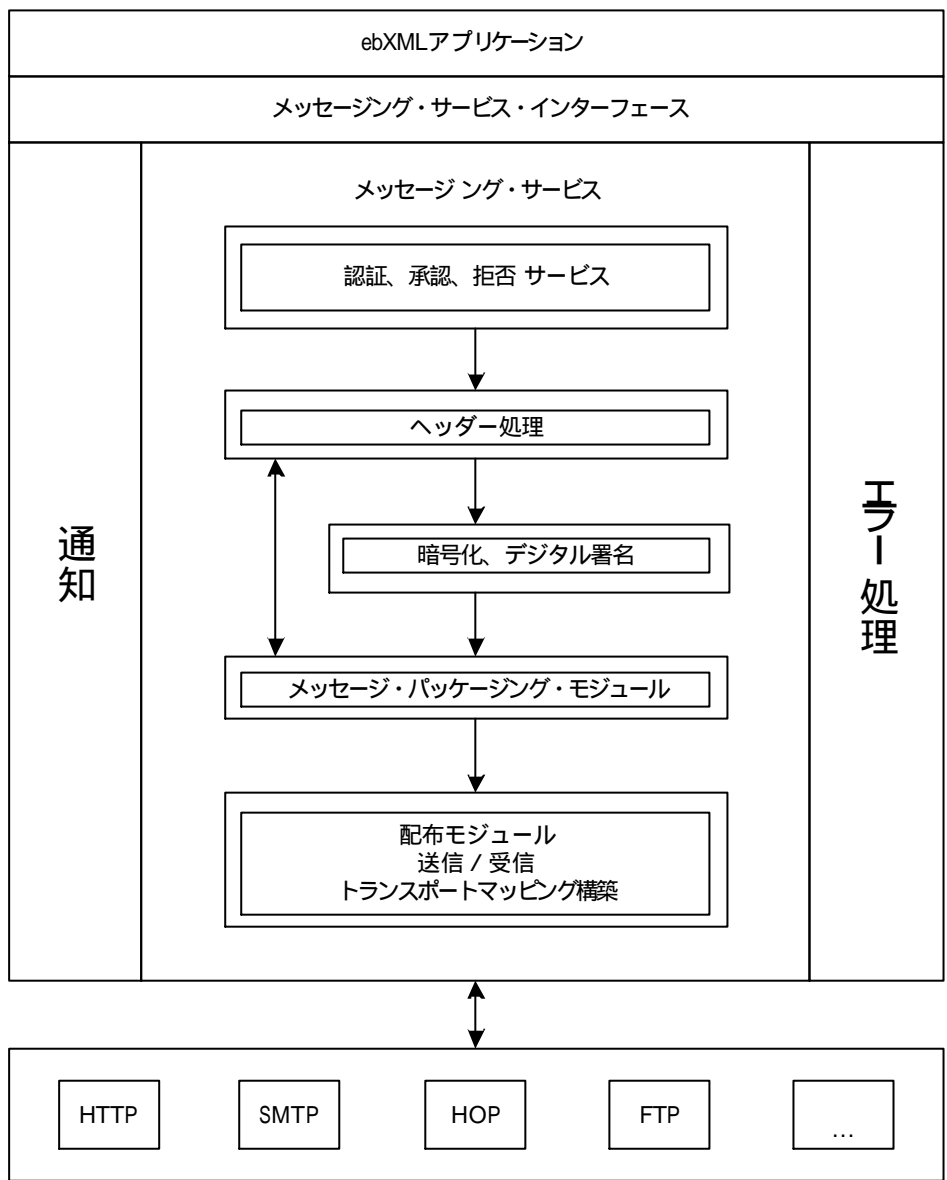 ebXMLアプリケーション
メッセージング・サービス・インターフェース
メッセージ ング・サービス
認証、承認、拒否 サービス
ヘッダー処理
暗号化、デジタル署名
メッセージ・パッケージング・モジュール
配布モジュール
送信 / 受信
トランスポートマッピング構築
通知
エラー処理
HTTP
SMTP
HOP
FTP
…